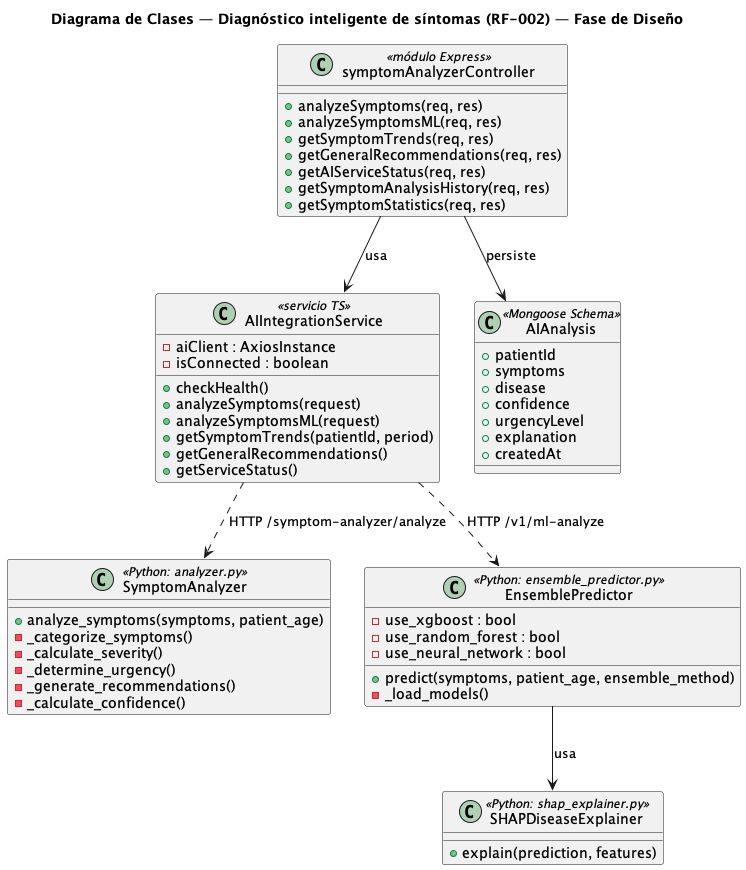 Diagrama de Clases — Diagnóstico inteligente de síntomas (RF-002) — Fase de Diseño
C
«módulo Express»
symptomAnalyzerController
analyzeSymptoms(req, res)
analyzeSymptomsML(req, res)
getSymptomTrends(req, res)
getGeneralRecommendations(req, res)
getAIServiceStatus(req, res)
getSymptomAnalysisHistory(req, res)
getSymptomStatistics(req, res)
usa
persiste
C
«servicio TS»
AIIntegrationService
aiClient : AxiosInstance
isConnected : boolean
checkHealth()
analyzeSymptoms(request)
analyzeSymptomsML(request)
getSymptomTrends(patientId, period)
getGeneralRecommendations()
getServiceStatus()
C
«Mongoose Schema»
AIAnalysis
patientId
symptoms
disease
confidence
urgencyLevel
explanation
createdAt
HTTP /symptom-analyzer/analyze
HTTP /v1/ml-analyze
C
«Python: analyzer.py»
SymptomAnalyzer
analyze_symptoms(symptoms, patient_age)
_categorize_symptoms()
_calculate_severity()
_determine_urgency()
_generate_recommendations()
_calculate_confidence()
C
«Python: ensemble_predictor.py»
EnsemblePredictor
use_xgboost : bool
use_random_forest : bool
use_neural_network : bool
predict(symptoms, patient_age, ensemble_method)
_load_models()
usa
C
«Python: shap_explainer.py»
SHAPDiseaseExplainer
explain(prediction, features)